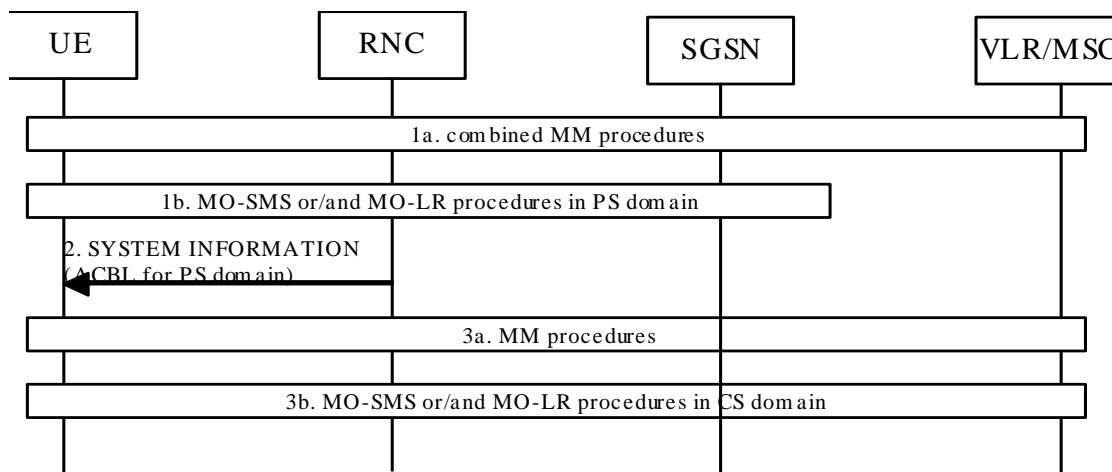 UE
RNC
SGSN
VLR/MSC
1a. combined MM procedures
1b. MO-SMS or/and MO-LR procedures in PS domain
2. SYSTEM INFORMATION
(ACBL for PS domain)
3a. MM procedures
3b. MO-SMS or/and MO-LR procedures in CS domain